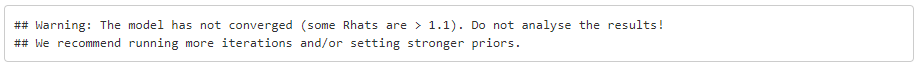 ## Warning: The model has not converged (some Rhats are > 1.1). Do not analyse the results!
## We recommend running more iterations and/or setting stronger priors.